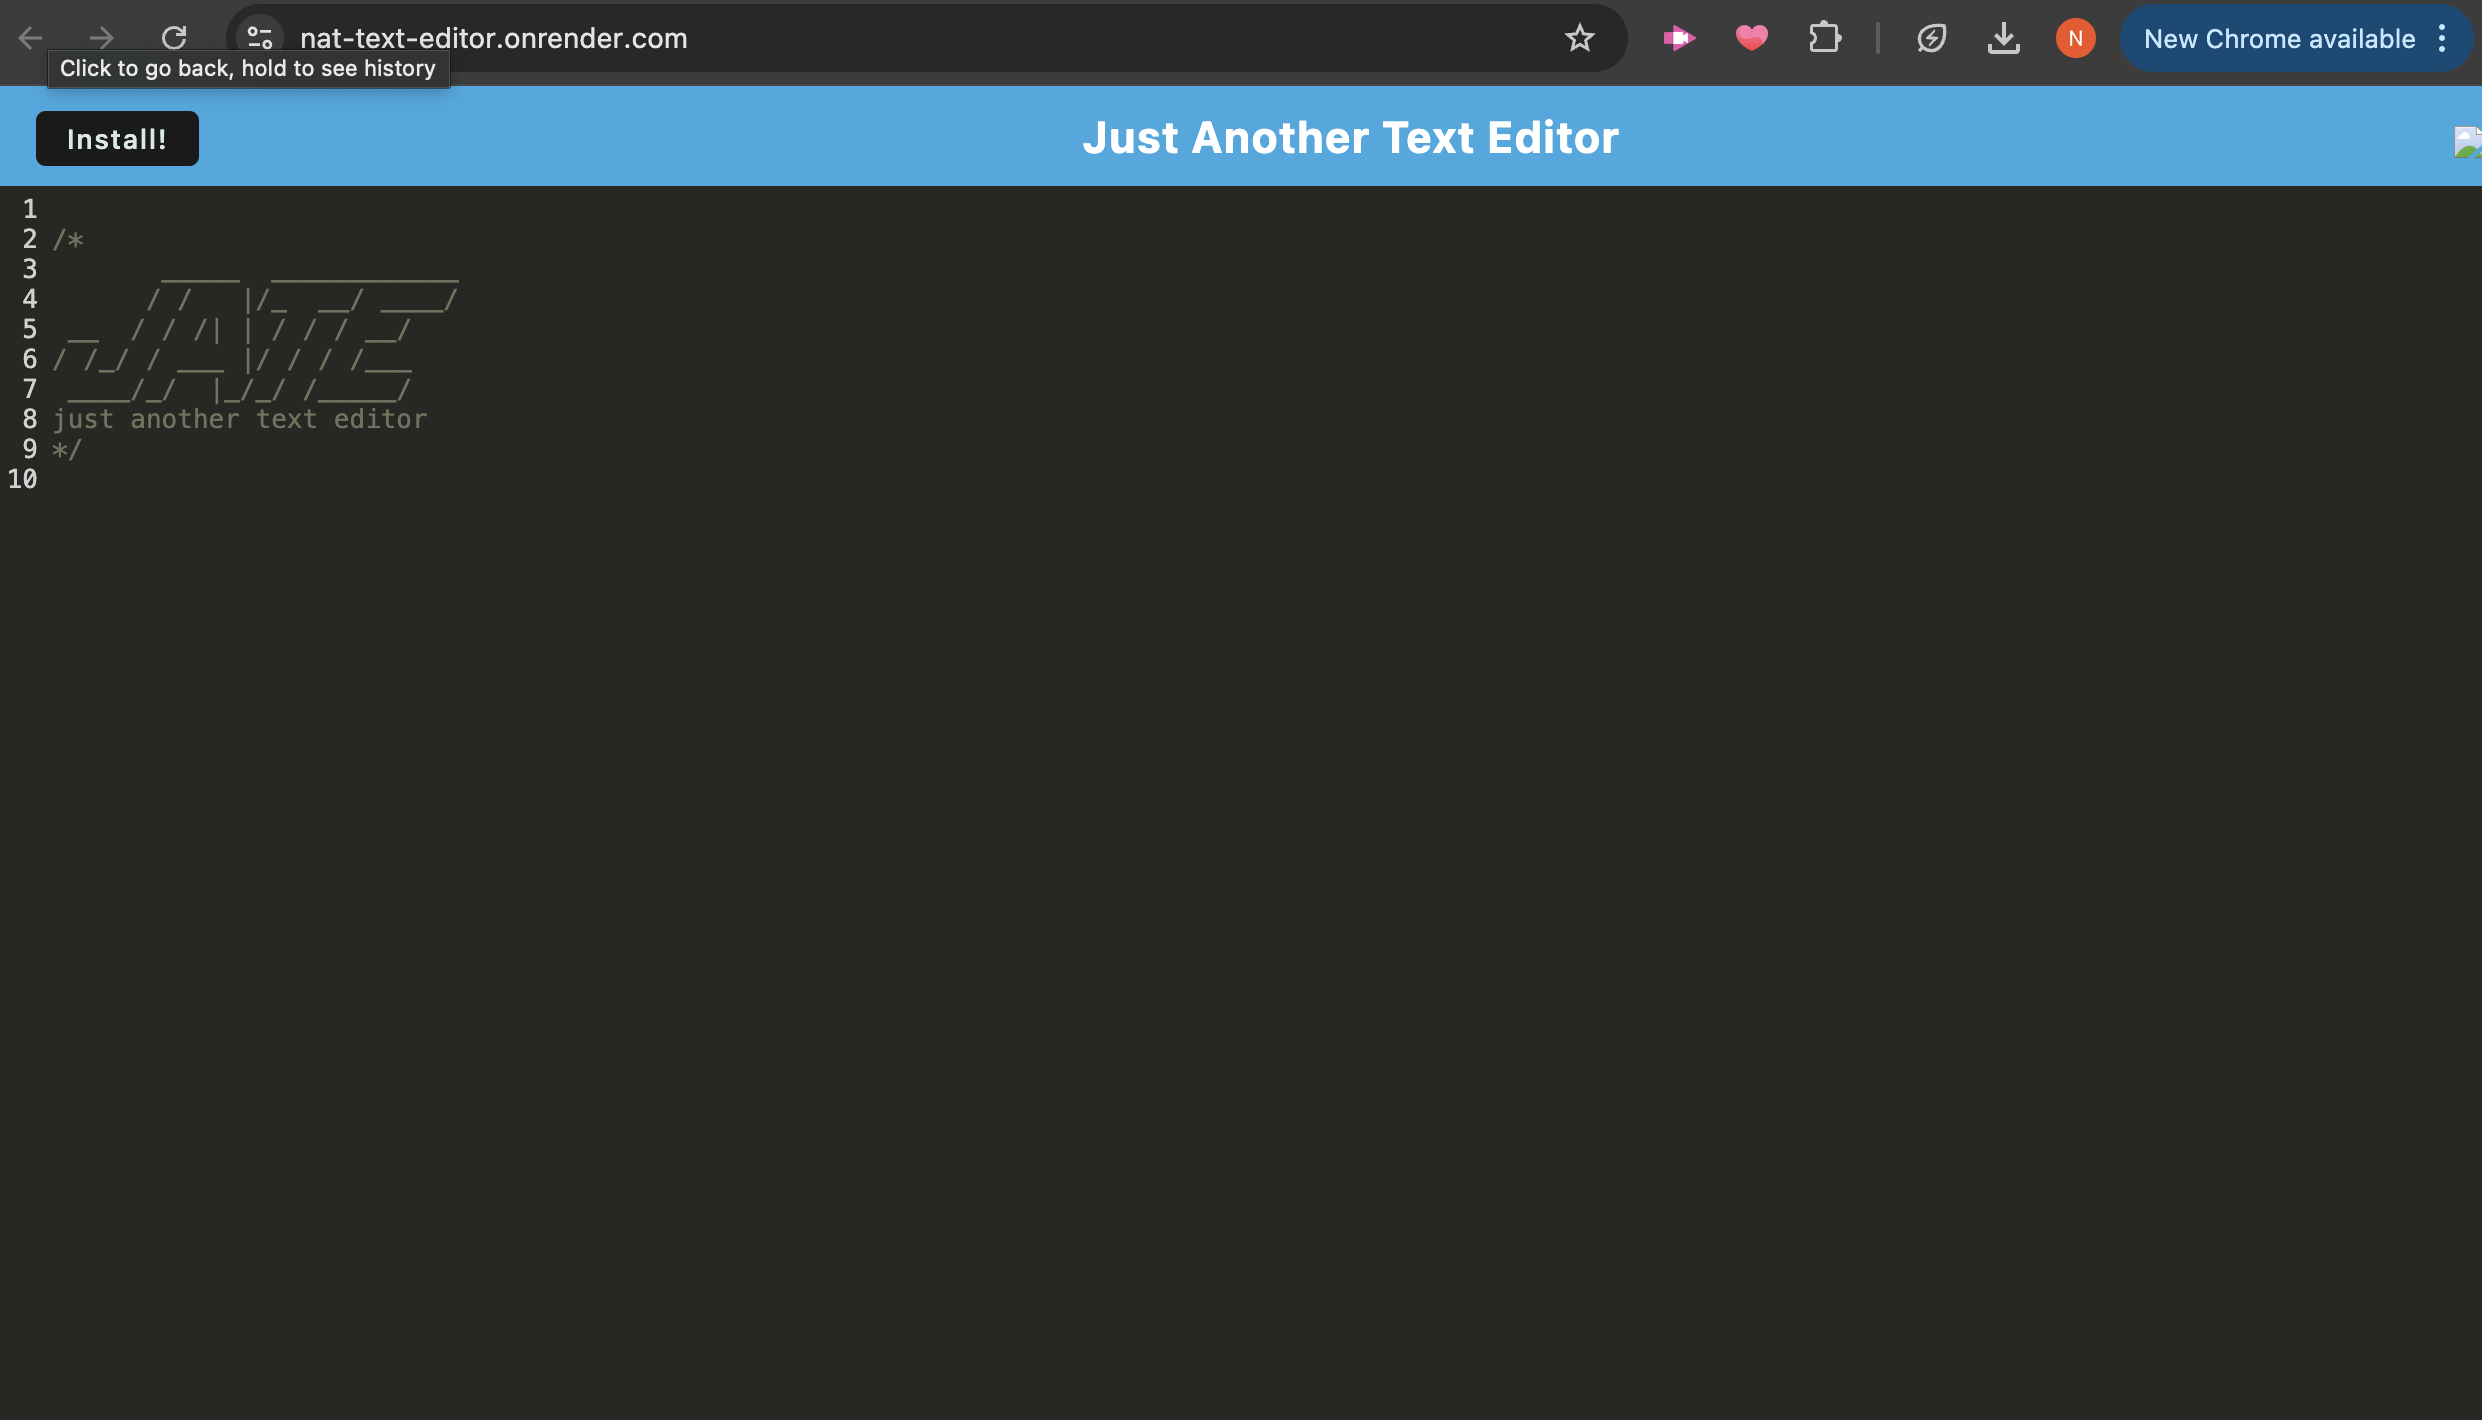 nat-text-editor.onrender.com
N
New Chrome available
Click to go back, hold to see history
Install!
Just Another Text Editor
1
2 /*
3        _____  ____________
4       / /   |/_  __/ ____/
5  __  / / /| | / / / __/
6 / /_/ / ___ |/ / / /___
7  ____/_/  |_/_/ /_____/
8 just another text editor
9 */
10